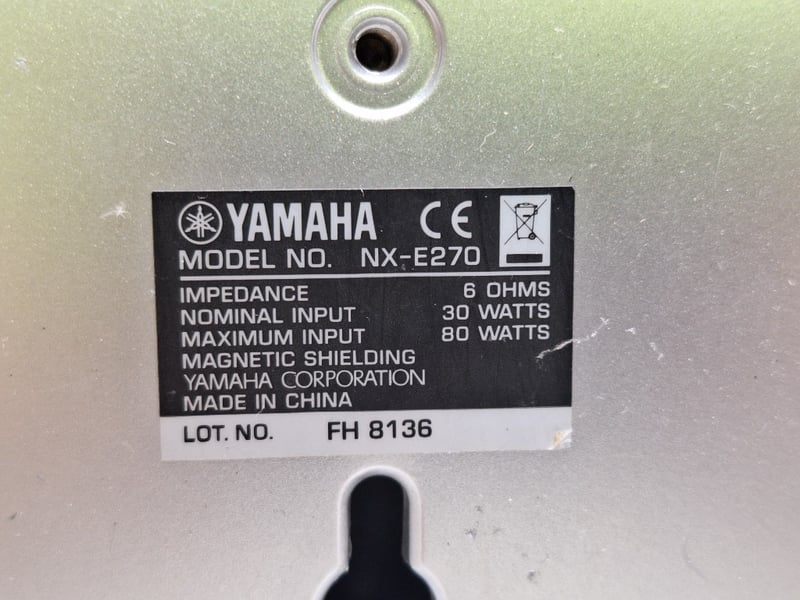 YAMAHA CE
MODEL NO. NX-E270
IMPEDANCE 6 OHMS
NOMINAL INPUT 30 WATTS
MAXIMUM INPUT 80 WATTS
MAGNETIC SHIELDING
YAMAHA CORPORATION
MADE IN CHINA
LOT. NO. FH 8136